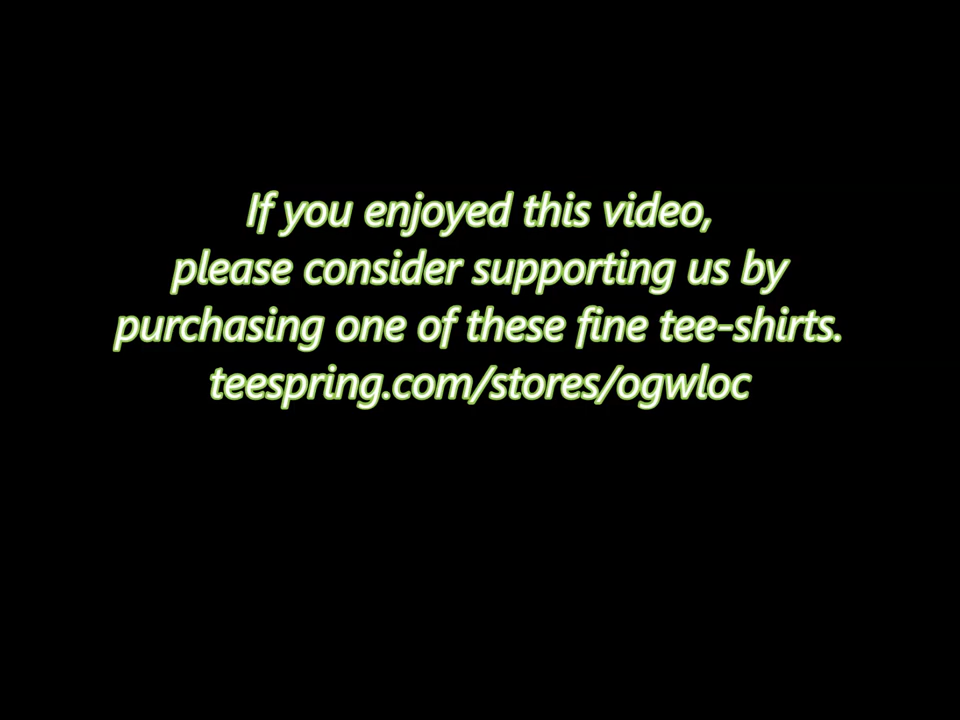 If you enjoyed this video,
please consider supporting us by
purchasing one of these fine tee-shirts.
teespring.com/stores/ogwloc